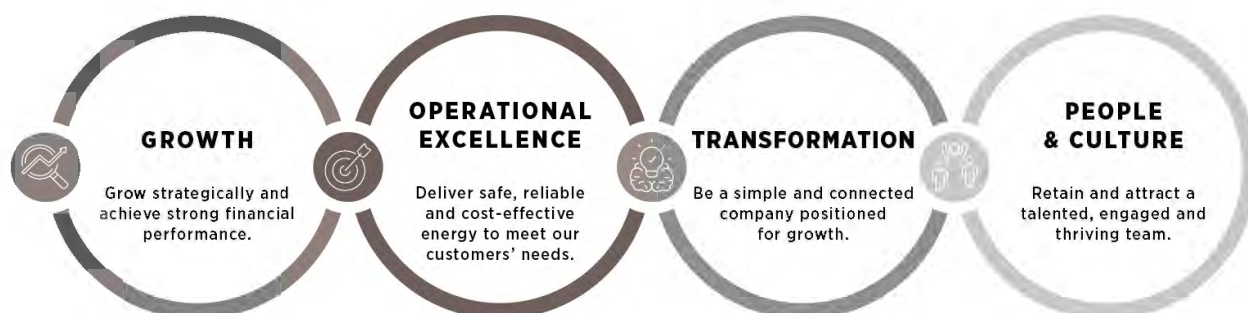 GROWTH
Grow strategically and
achieve strong financial
performance.
OPERATIONAL
EXCELLENCE
Deliver safe, reliable
and cost-effective
energy to meet our
customers’ needs.
TRANSFORMATION
Be a simple and connected
company positioned
for growth.
PEOPLE
& CULTURE
Retain and attract a
talented, engaged and
thriving team.